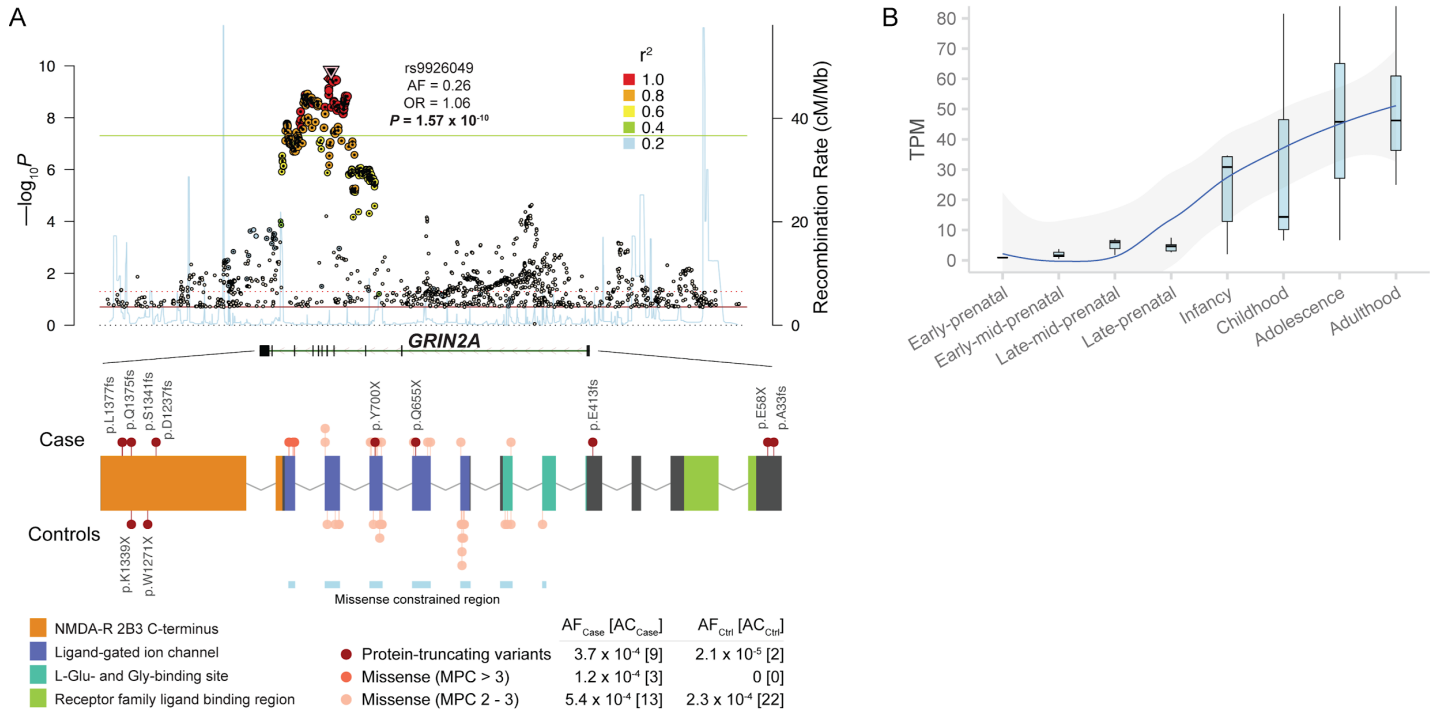 A
10
8
6
4
2
0
—log10P
rs9926049
AF = 0.26
OR = 1.06
P = 1.57 x 10-10
r2
1.0
0.8
0.6
0.4
0.2
40
20
0
Recombination Rate (cM/Mb)
GRIN2A
p.L1377fs
p.Q1375fs
p.S1341fs
p.D1237fs
p.Y700X
p.Q655X
p.E413fs
p.E58X
p.A33fs
Case
Controls
p.K1339X
p.W1271X
Missense constrained region
NMDA-R 2B3 C-terminus
Ligand-gated ion channel
L-Glu- and Gly-binding site
Receptor family ligand binding region
AFCase [ACCase] AFCtrl [ACCtrl]
Protein-truncating variants 3.7 x 10-4 [9] 2.1 x 10-5 [2]
Missense (MPC > 3) 1.2 x 10-4 [3] 0 [0]
Missense (MPC 2 - 3) 5.4 x 10-4 [13] 2.3 x 10-4 [22]
B
80
70
60
50
40
30
20
10
0
TPM
Early-prenatal
Early-mid-prenatal
Late-mid-prenatal
Late-prenatal
Infancy
Childhood
Adolescence
Adulthood